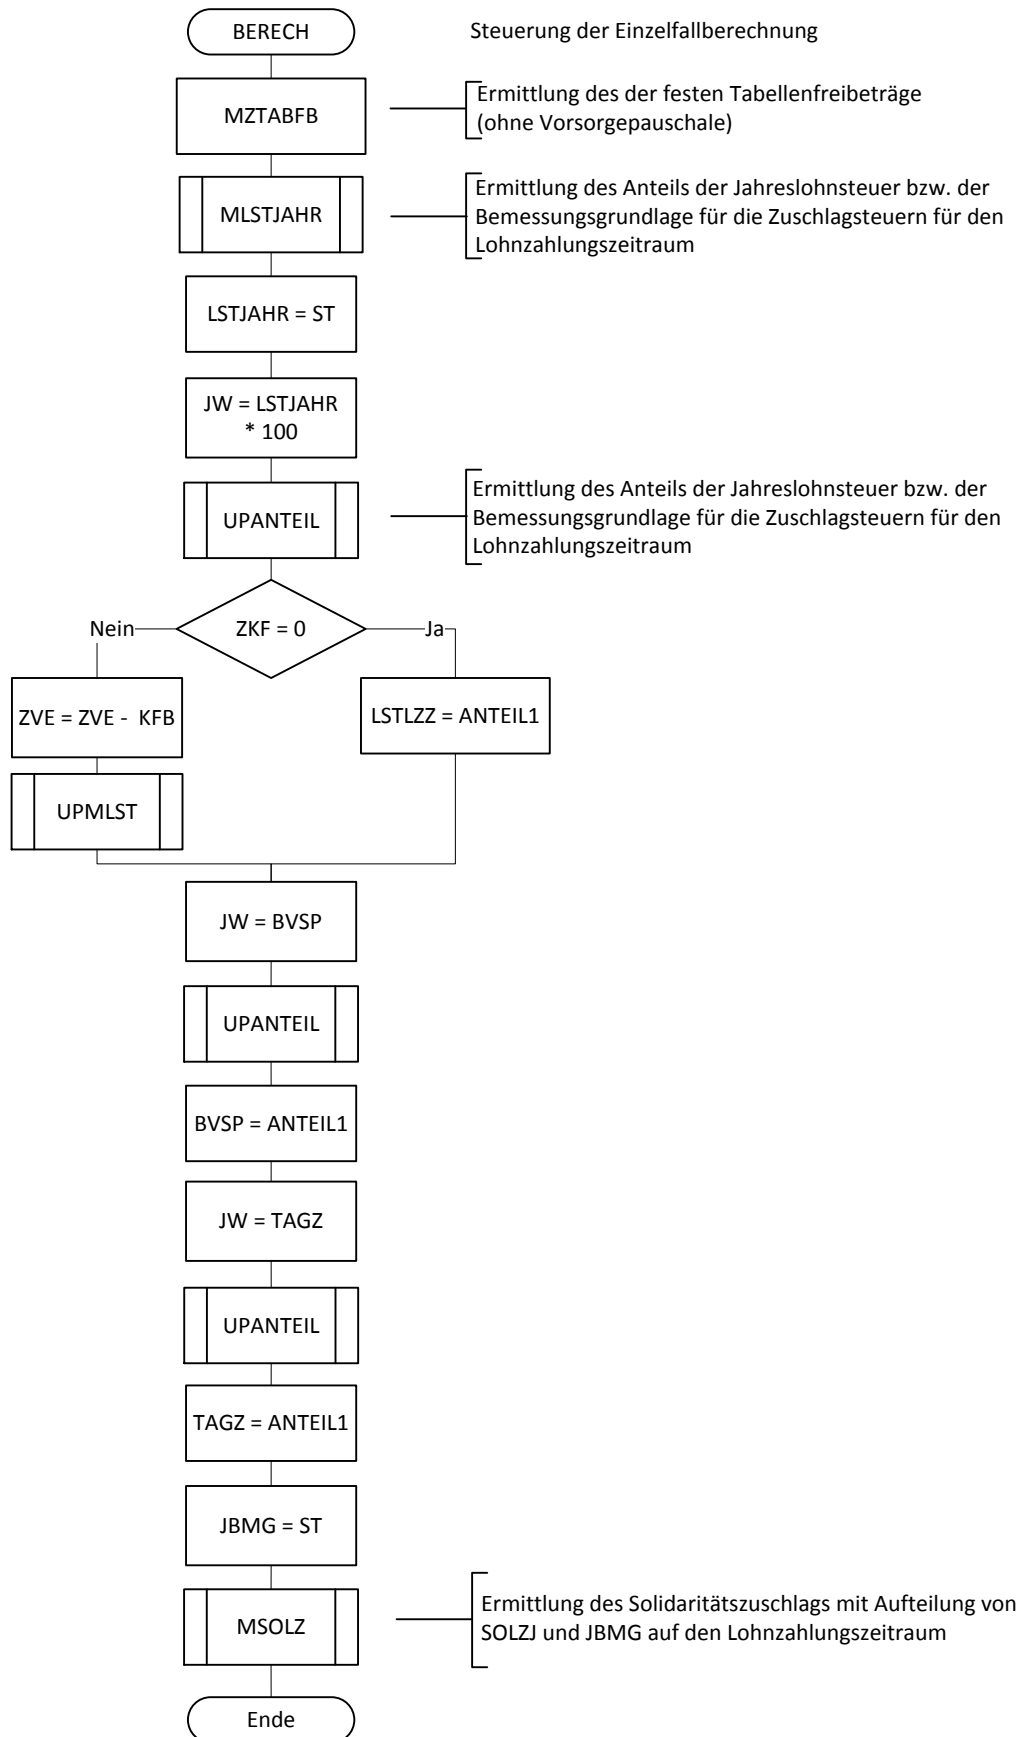 BERECH
Steuerung der Einzelfallberechnung
MZTABFB
Ermittlung des der festen Tabellenfreibeträge
(ohne Vorsorgepauschale)
MLSTJAHR
Ermittlung des Anteils der Jahreslohnsteuer bzw. der
Bemessungsgrundlage für die Zuschlagsteuern für den
Lohnzahlungszeitraum
LSTJAHR = ST
JW = LSTJAHR
* 100
UPANTEIL
Ermittlung des Anteils der Jahreslohnsteuer bzw. der
Bemessungsgrundlage für die Zuschlagsteuern für den
Lohnzahlungszeitraum
Nein
ZKF = 0
Ja
ZVE = ZVE - KFB
LSTLZZ = ANTEIL1
UPMLST
JW = BVSP
UPANTEIL
BVSP = ANTEIL1
JW = TAGZ
UPANTEIL
TAGZ = ANTEIL1
JBMG = ST
MSOLZ
Ermittlung des Solidaritätszuschlags mit Aufteilung von
SOLZJ und JBMG auf den Lohnzahlungszeitraum
Ende